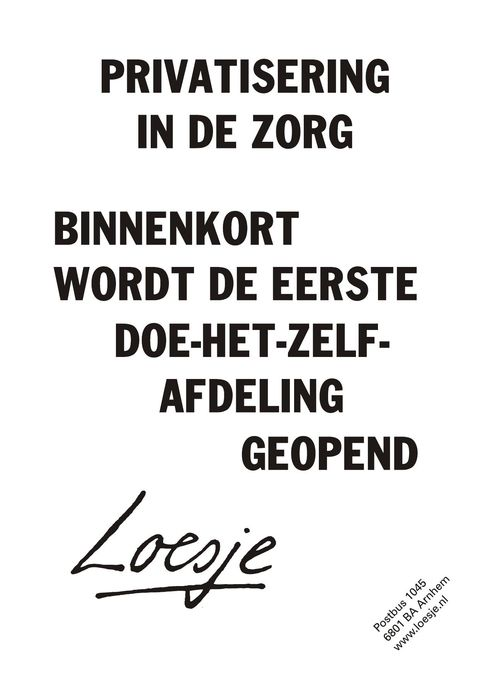 PRIVATISERING
IN DE ZORG
BINNENKORT
WORDT DE EERSTE
DOE-HET-ZELF-
AFDELING
GEOPEND
Loesje
Postbus 1045
6801 BA Arnhem
www.loesje.nl